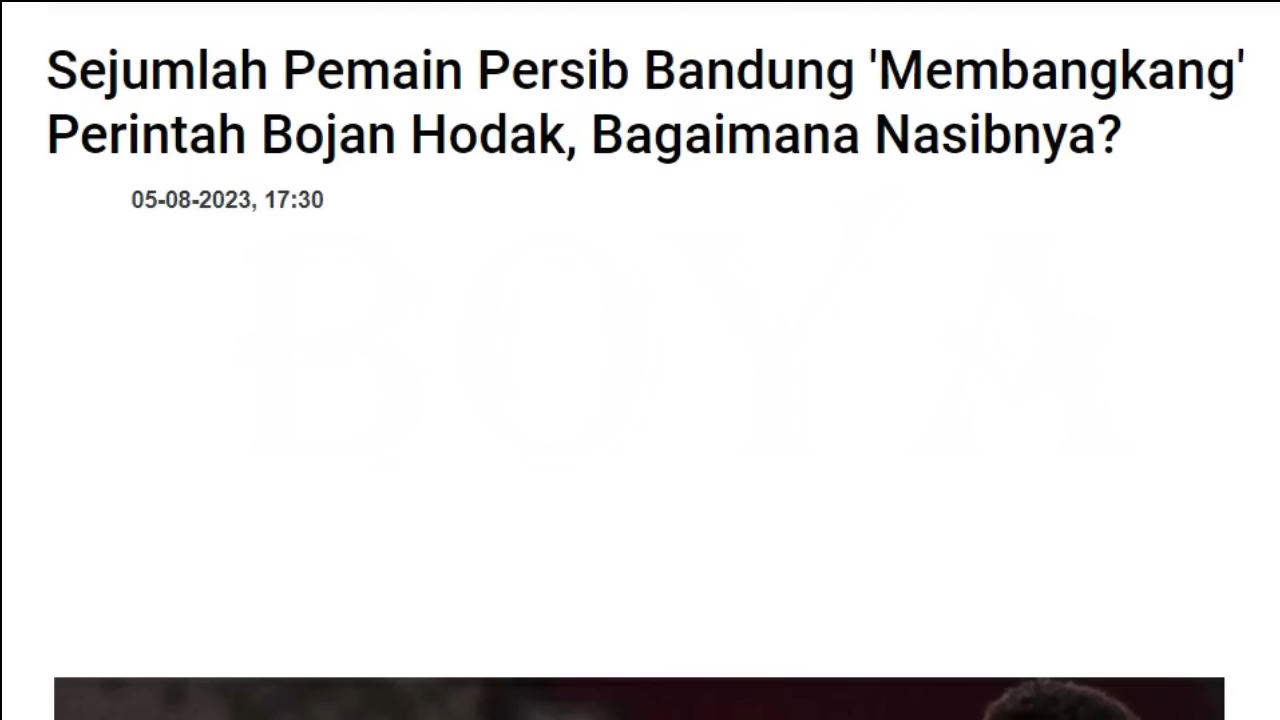 Sejumlah Pemain Persib Bandung 'Membangkang'
Perintah Bojan Hodak, Bagaimana Nasibnya?
05-08-2023, 17:30
BOYA